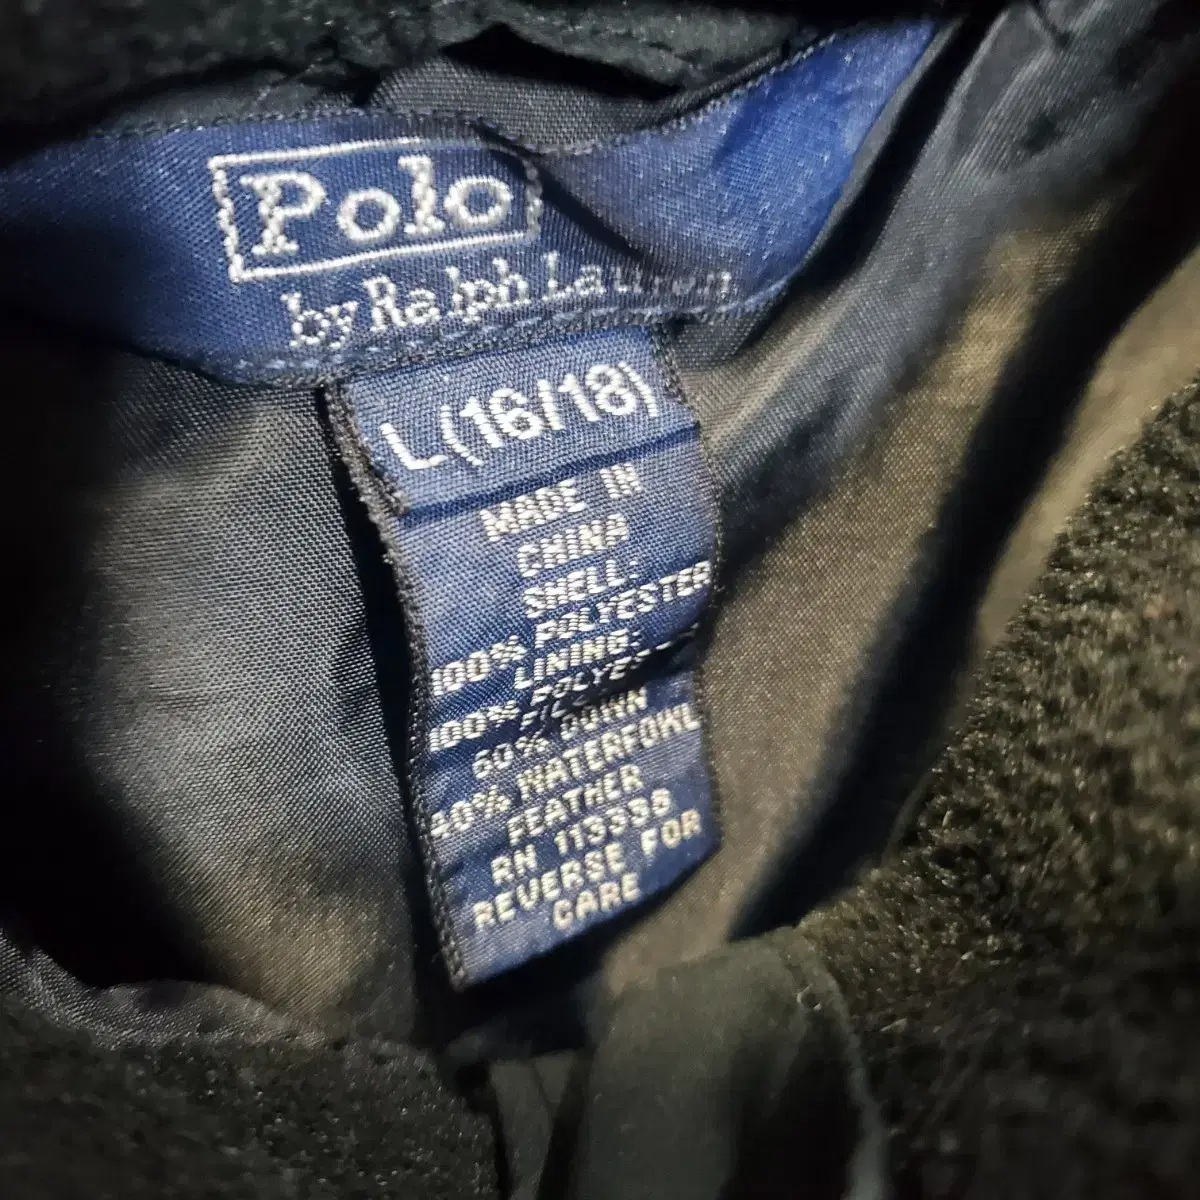 Polo
by Ralph Lauren
L (16/18)
MADE IN
CHINA
SHELL:
100% POLYESTER
LINING:
100% POLYESTER
60% DOWN
40% WATERFOWL
FEATHER
RN 113338
REVERSE FOR
CARE